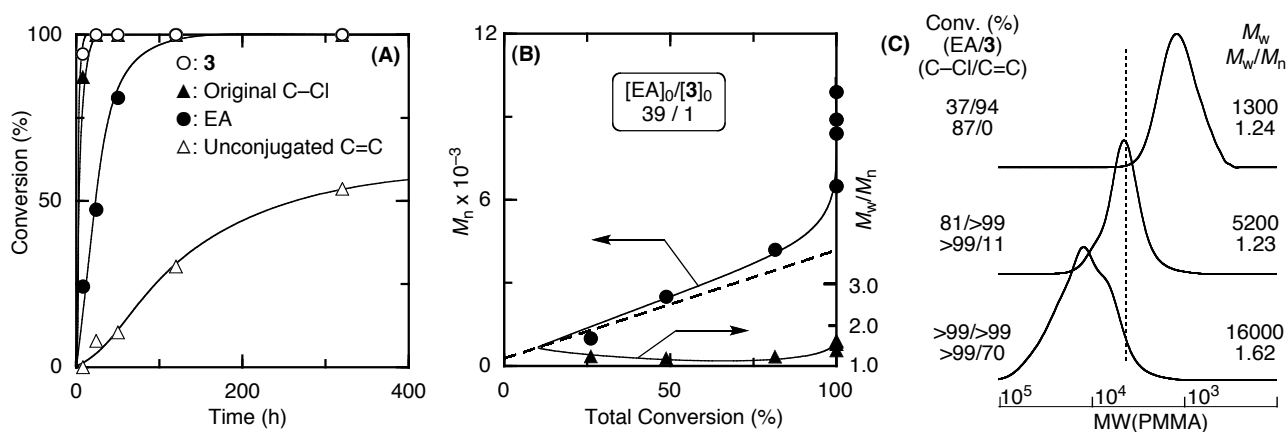 (A)
100
50
0
0
200
400
Conversion (%)
Time (h)
○: 3
▲: Original C–Cl
●: EA
△: Unconjugated C=C
(B)
12
6
3
0
0
50
100
Mn x 10−3
Total Conversion (%)
[EA]0/[3]0
39 / 1
Mw/Mn
3.0
2.0
1.0
(C)
Conv. (%)
(EA/3)
(C–Cl/C=C)
Mw
Mw/Mn
37/94
87/0
1300
1.24
81/>99
>99/11
5200
1.23
>99/>99
>99/70
16000
1.62
105
104
103
MW(PMMA)